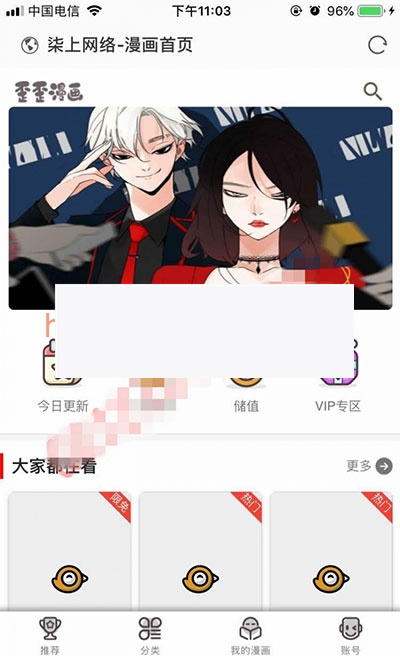 中国电信 下午11:03 96%
柒上网络-漫画首页
歪歪漫画
h
今日更新 储值 VIP专区
大家都在看 更多
限免 热门 热门
推荐 分类 我的漫画 账号